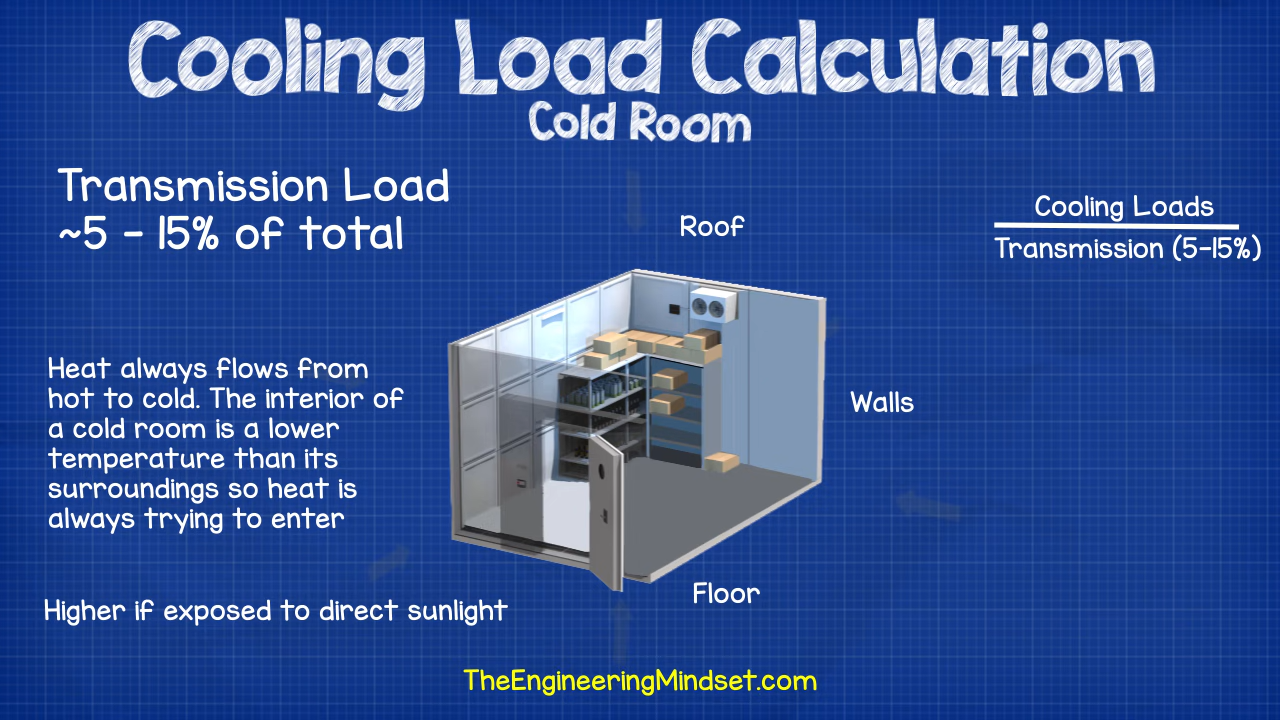 Cooling Load Calculation
Cold Room
Transmission Load
~5 - 15% of total
Roof
Cooling Loads
Transmission (5-15%)
Heat always flows from
hot to cold. The interior of
a cold room is a lower
temperature than its
surroundings so heat is
always trying to enter
Walls
Floor
Higher if exposed to direct sunlight
TheEngineeringMindset.com